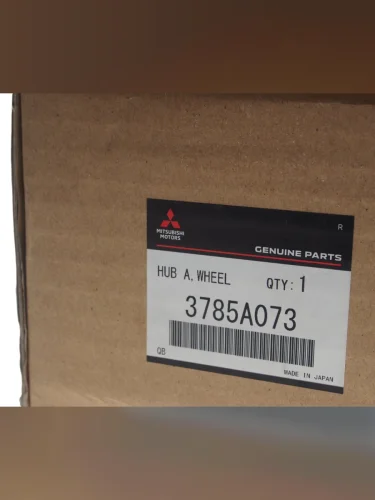 R
MITSUBISHI
MOTORS
GENUINE PARTS
HUB A, WHEEL QTY: 1
3785A073
QB
MADE IN JAPAN